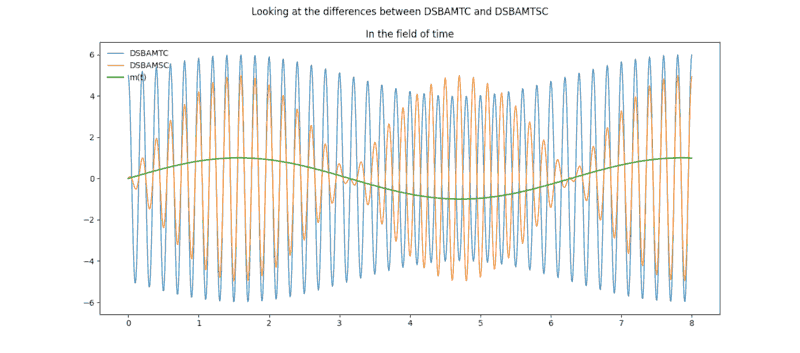 Looking at the differences between DSBAMTC and DSBAMTSC
In the field of time
DSBAMTC
DSBAMSC
m(t)
6
4
2
0
−2
−4
−6
0 1 2 3 4 5 6 7 8